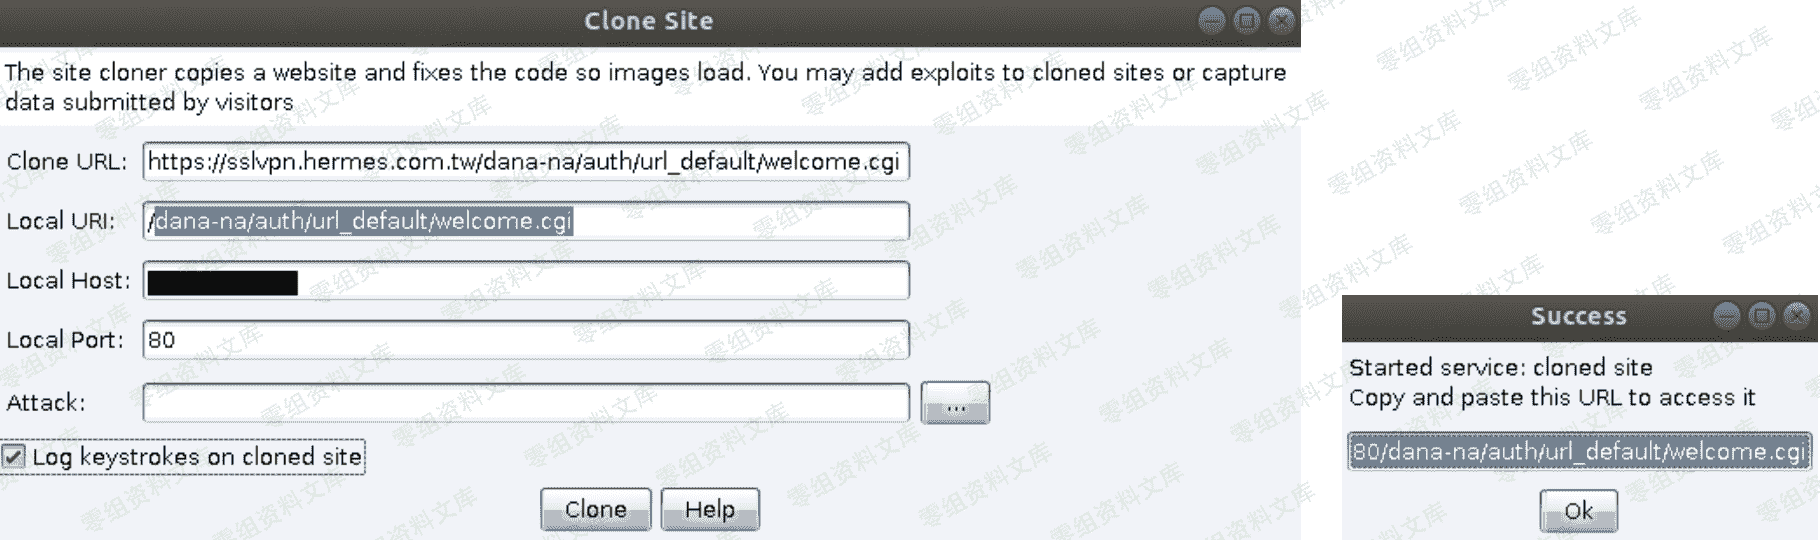 Clone Site
The site cloner copies a website and fixes the code so images load. You may add exploits to cloned sites or capture
data submitted by visitors
Clone URL: https://sslvpn.hermes.com.tw/dana-na/auth/url_default/welcome.cgi
Local URI: /dana-na/auth/url_default/welcome.cgi
Local Host:
Local Port: 80
Attack:
...
Log keystrokes on cloned site
Clone Help
Success
Started service: cloned site
Copy and paste this URL to access it
80/dana-na/auth/url_default/welcome.cgi
Ok
零组资料文库